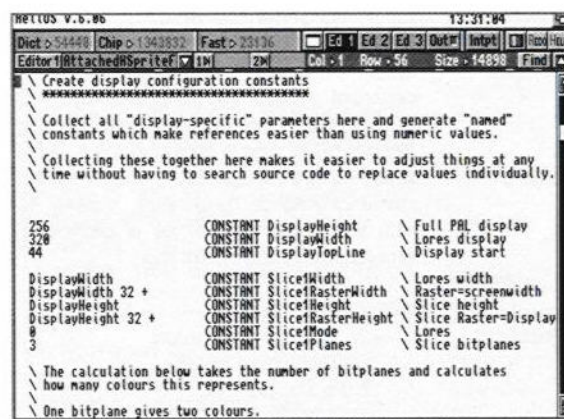 HeliOS V.6.06 13:31:04
Dict > 54448 Chip > 1343832 Fast > 23136 Ed 1 Ed 2 Ed 3 Out Intpt
Editor1 AttachedHSpriteF 1 2 Col > 1 Row > 56 Size > 14898 Find
\ Create display configuration constants
\ **************************************
\
\ Collect all "display-specific" parameters here and generate "named"
\ constants which make references easier than using numeric values.
\
\ Collecting these together here makes it easier to adjust things at any
\ time without having to search source code to replace values individually.
\
256 CONSTANT DisplayHeight \ Full PAL display
320 CONSTANT DisplayWidth \ Lores display
44 CONSTANT DisplayTopLine \ Display start
DisplayWidth CONSTANT Slice1Width \ Lores width
DisplayWidth 32 + CONSTANT Slice1RasterWidth \ Raster=screenwidth
DisplayHeight CONSTANT Slice1Height \ Slice height
DisplayHeight 32 + CONSTANT Slice1RasterHeight \ Slice Raster=Display
0 CONSTANT Slice1Mode \ Lores
3 CONSTANT Slice1Planes \ Slice bitplanes
\ The calculation below takes the number of bitplanes and calculates
\ how many colours this represents.
\
\ One bitplane gives two colours.